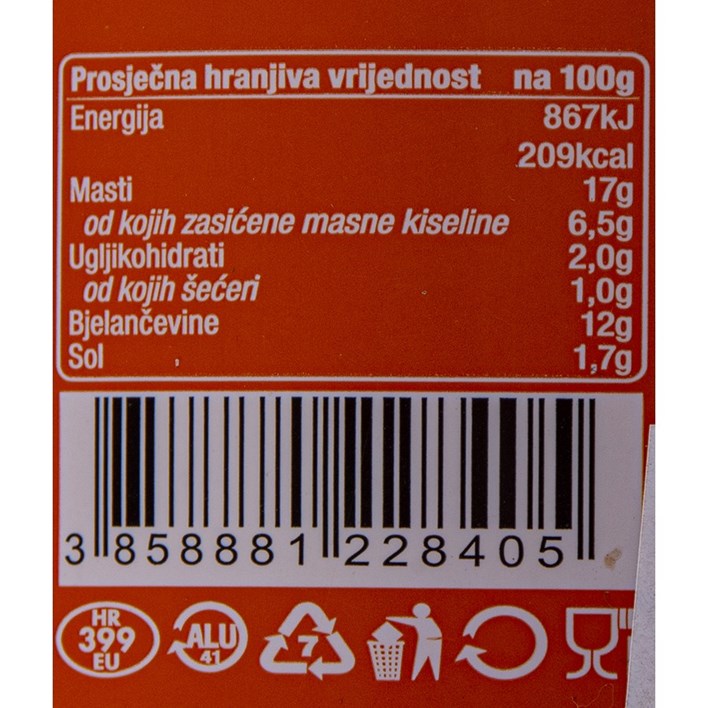 Prosječna hranjiva vrijednost na 100g
Energija 867kJ
209kcal
Masti 17g
od kojih zasićene masne kiseline 6,5g
Ugljikohidrati 2,0g
od kojih šećeri 1,0g
Bjelančevine 12g
Sol 1,7g
3 858881 228405
HR
399
EU
ALU
41
7